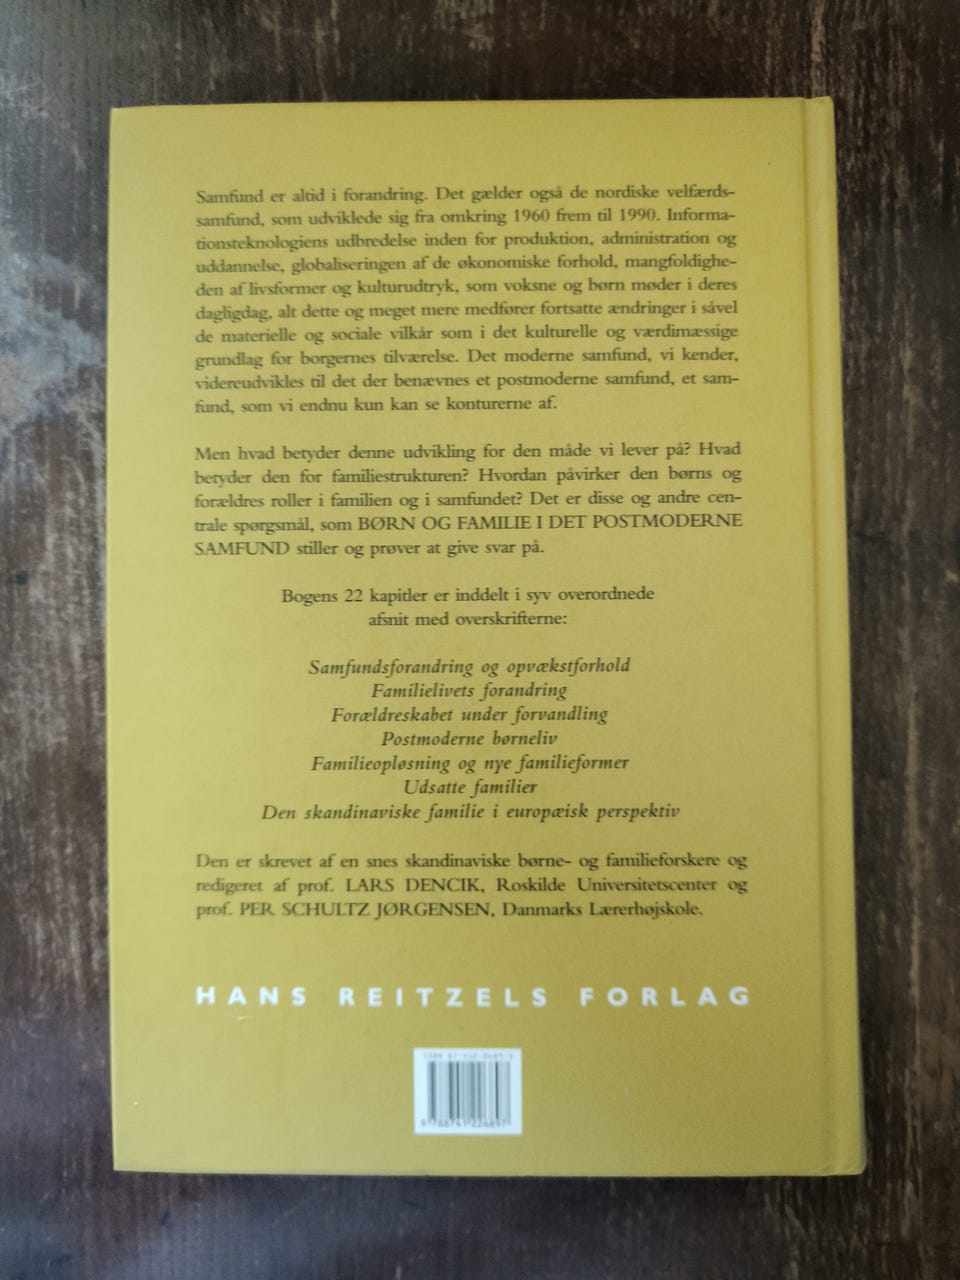 Samfund er altid i forandring. Det gælder også de nordiske velfærds-
samfund, som udviklede sig fra omkring 1960 frem til 1990. Informa-
tionsteknologiens udbredelse inden for produktion, administration og
uddannelse, globaliseringen af de økonomiske forhold, mangfoldighe-
den af livsformer og kulturudtryk, som voksne og børn møder i deres
dagligdag, alt dette og meget mere medfører fortsatte ændringer i såvel
de materielle og sociale vilkår som i det kulturelle og værdimæssige
grundlag for borgernes tilværelse. Det moderne samfund, vi kender,
videreudvikles til det der benævnes et postmoderne samfund, et sam-
fund, som vi endnu kun kan se konturerne af.
Men hvad betyder denne udvikling for den måde vi lever på? Hvad
betyder den for familiestrukturen? Hvordan påvirker den børns og
forældres roller i familien og i samfundet? Det er disse og andre cen-
trale spørgsmål, som BØRN OG FAMILIE I DET POSTMODERNE
SAMFUND stiller og prøver at give svar på.
Bogens 22 kapitler er inddelt i syv overordnede
afsnit med overskrifterne:
Samfundsforandring og opvækstforhold
Familielivets forandring
Forældreskabet under forvandling
Postmoderne børneliv
Familieopløsning og nye familieformer
Udsatte familier
Den skandinaviske familie i europæisk perspektiv
Den er skrevet af en snes skandinaviske børne- og familieforskere og
redigeret af prof. LARS DENCIK, Roskilde Universitetscenter og
prof. PER SCHULTZ JØRGENSEN, Danmarks Lærerhøjskole.
HANS REITZELS FORLAG
9 788741 226897